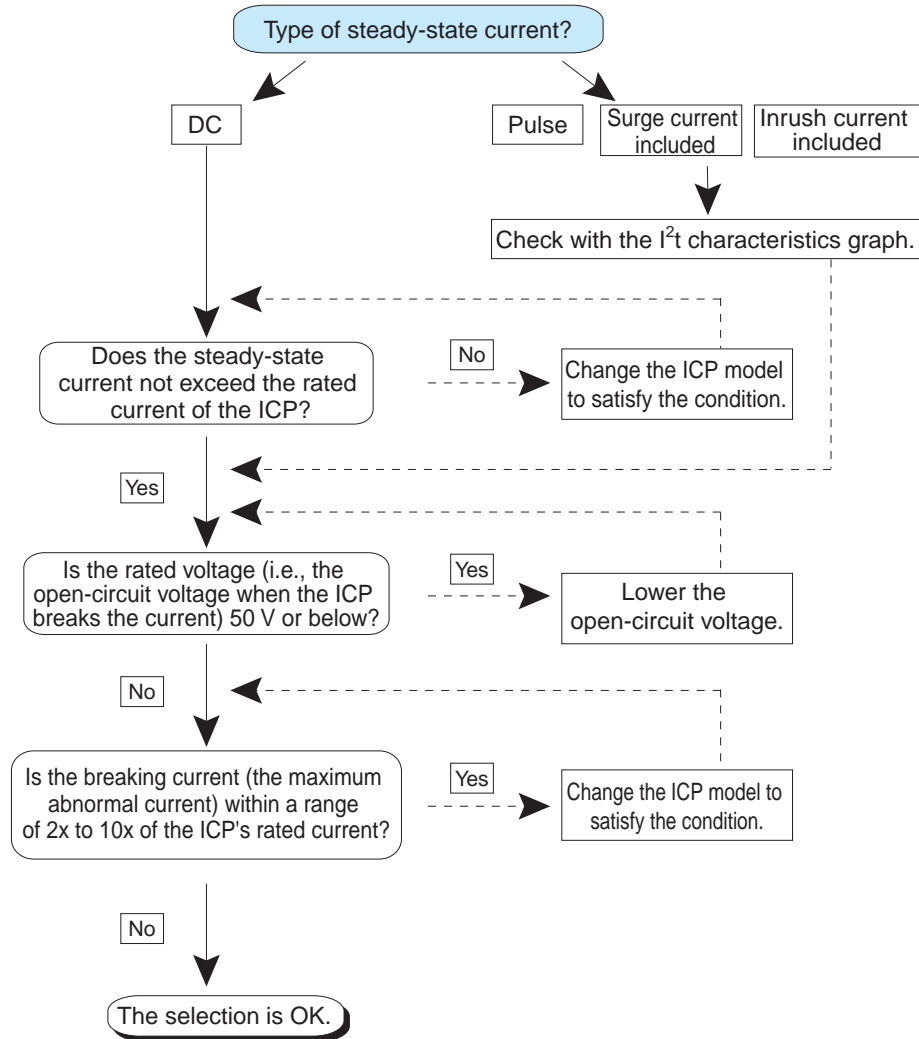 Type of steady-state current?
DC
Pulse
Surge current
included
Inrush current
included
Check with the I²t characteristics graph.
Does the steady-state
current not exceed the rated
current of the ICP?
No
Change the ICP model
to satisfy the condition.
Yes
Is the rated voltage (i.e., the
open-circuit voltage when the ICP
breaks the current) 50 V or below?
Yes
Lower the
open-circuit voltage.
No
Is the breaking current (the maximum
abnormal current) within a range
of 2x to 10x of the ICP's rated current?
Yes
Change the ICP model to
satisfy the condition.
No
The selection is OK.